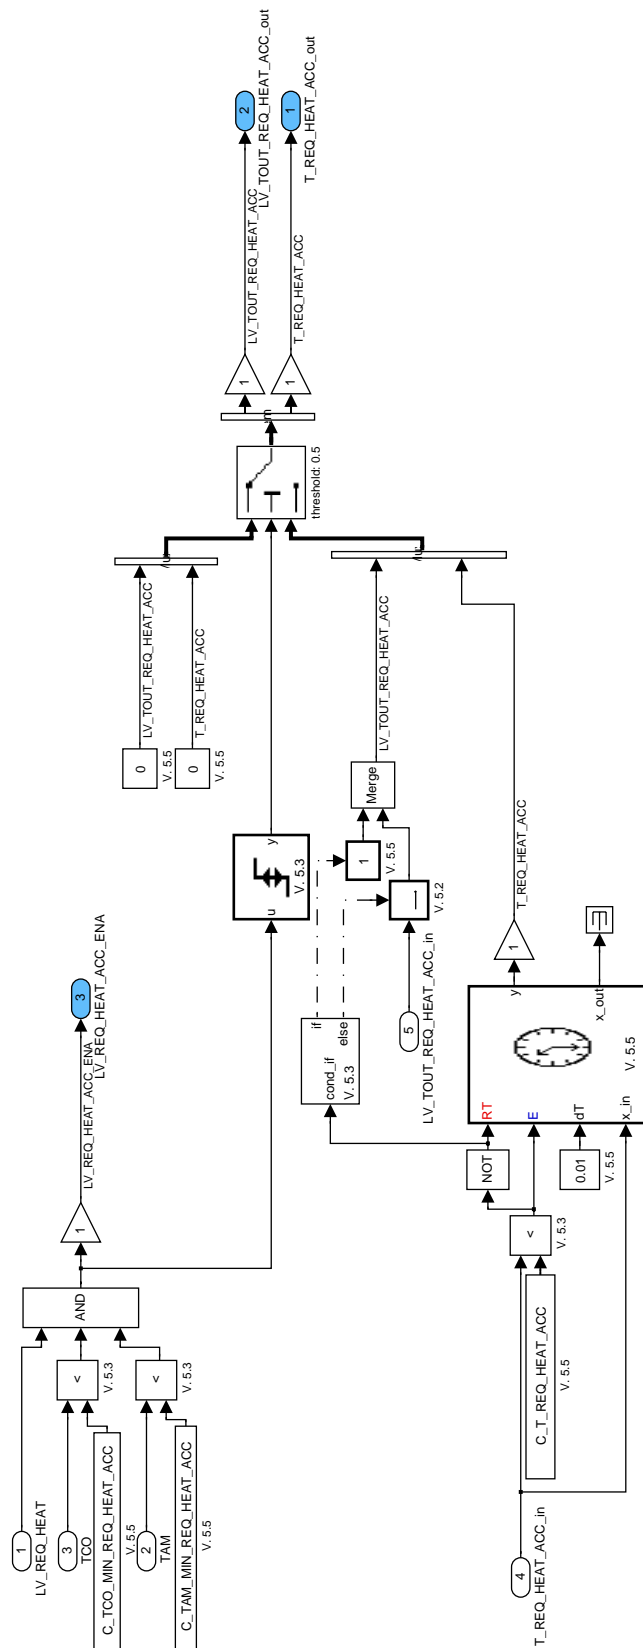 1
LV_REQ_HEAT
3
TCO
C_TCO_MIN_REQ_HEAT_ACC
V. 5.5
2
TAM
C_TAM_MIN_REQ_HEAT_ACC
V. 5.5
<
V. 5.3
<
V. 5.3
AND
1
LV_REQ_HEAT_ACC_ENA
3
LV_REQ_HEAT_ACC_ENA
u
y
V. 5.3
0
V. 5.5
0
V. 5.5
LV_TOUT_REQ_HEAT_ACC
T_REQ_HEAT_ACC
threshold: 0.5
1
LV_TOUT_REQ_HEAT_ACC
2
LV_TOUT_REQ_HEAT_ACC_out
1
T_REQ_HEAT_ACC
1
T_REQ_HEAT_ACC_out
cond_if
if
else
V. 5.3
5
LV_TOUT_REQ_HEAT_ACC_in
1
V. 5.5
V. 5.2
Merge
LV_TOUT_REQ_HEAT_ACC
4
T_REQ_HEAT_ACC_in
C_T_REQ_HEAT_ACC
V. 5.5
<
V. 5.3
NOT
0.01
V. 5.5
RT
E
dT
x_in
y
x_out
V. 5.5
1
T_REQ_HEAT_ACC